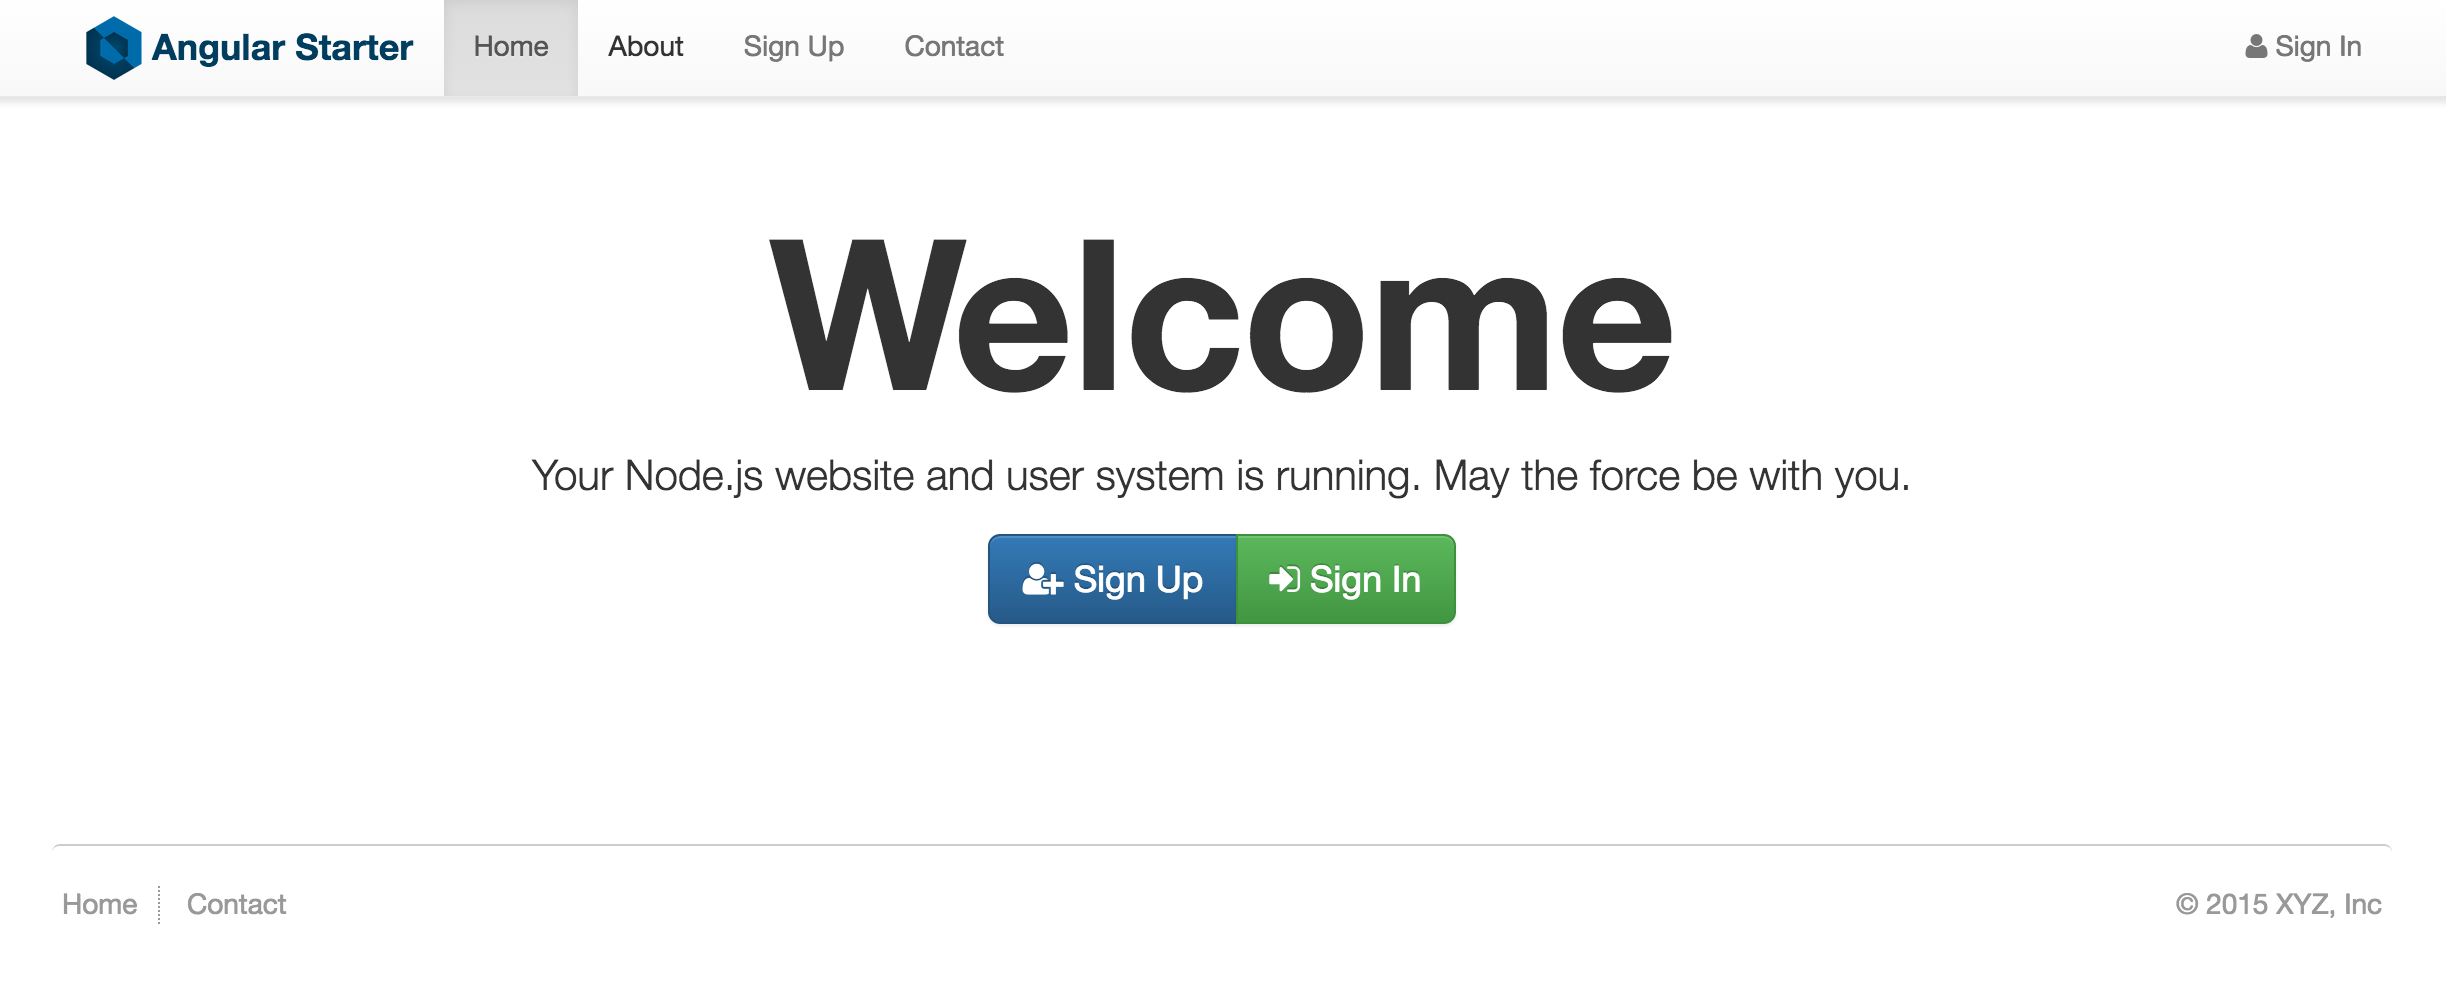 Angular Starter Home About Sign Up Contact Sign In
Welcome
Your Node.js website and user system is running. May the force be with you.
Sign Up Sign In
Home Contact © 2015 XYZ, Inc